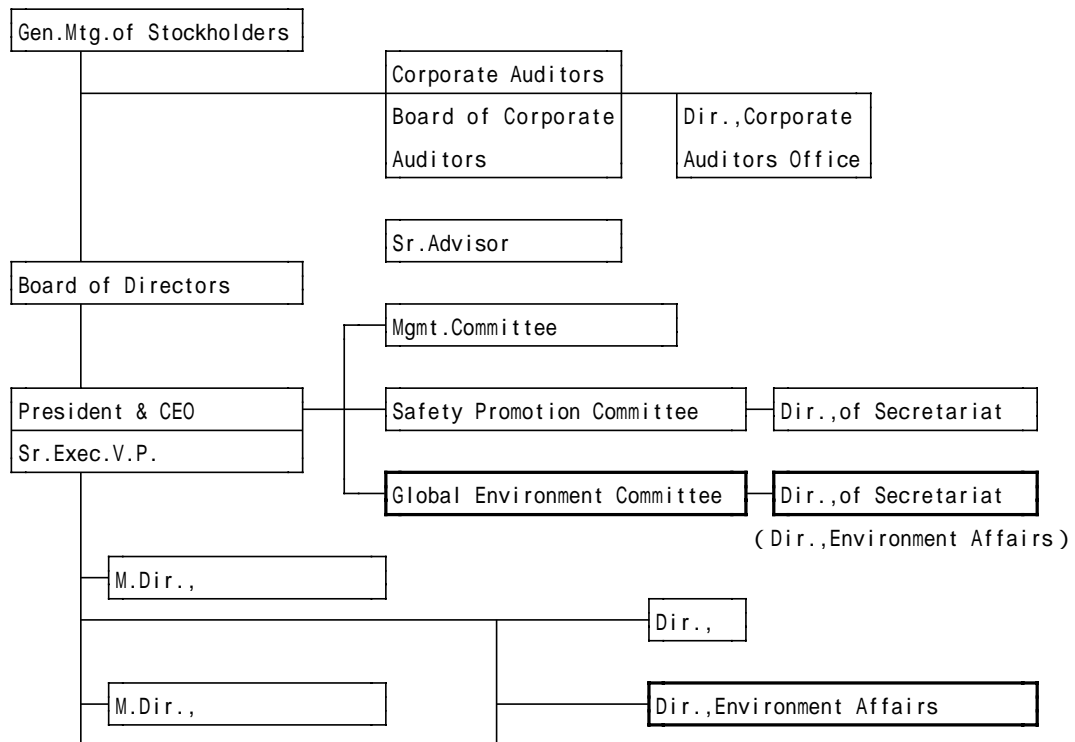 Gen.Mtg.of Stockholders
Corporate Auditors
Board of Corporate
Auditors
Dir.,Corporate
Auditors Office
Sr.Advisor
Board of Directors
Mgmt.Committee
President & CEO
Sr.Exec.V.P.
Safety Promotion Committee
Dir.,of Secretariat
Global Environment Committee
Dir.,of Secretariat
(Dir.,Environment Affairs)
M.Dir.,
Dir.,
M.Dir.,
Dir.,Environment Affairs